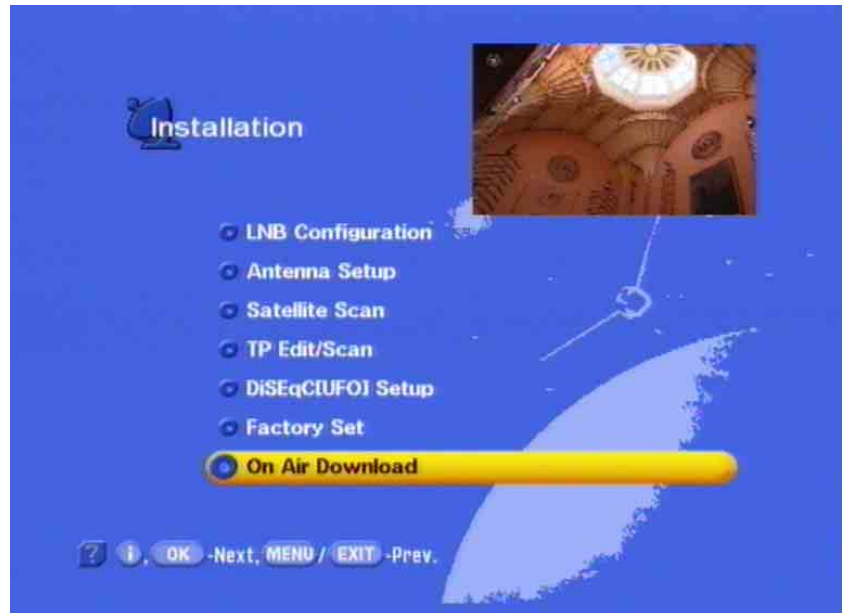 Installation
LNB Configuration
Antenna Setup
Satellite Scan
TP Edit/Scan
DiSEqC[UFO] Setup
Factory Set
On Air Download
? i, OK -Next, MENU / EXIT -Prev.